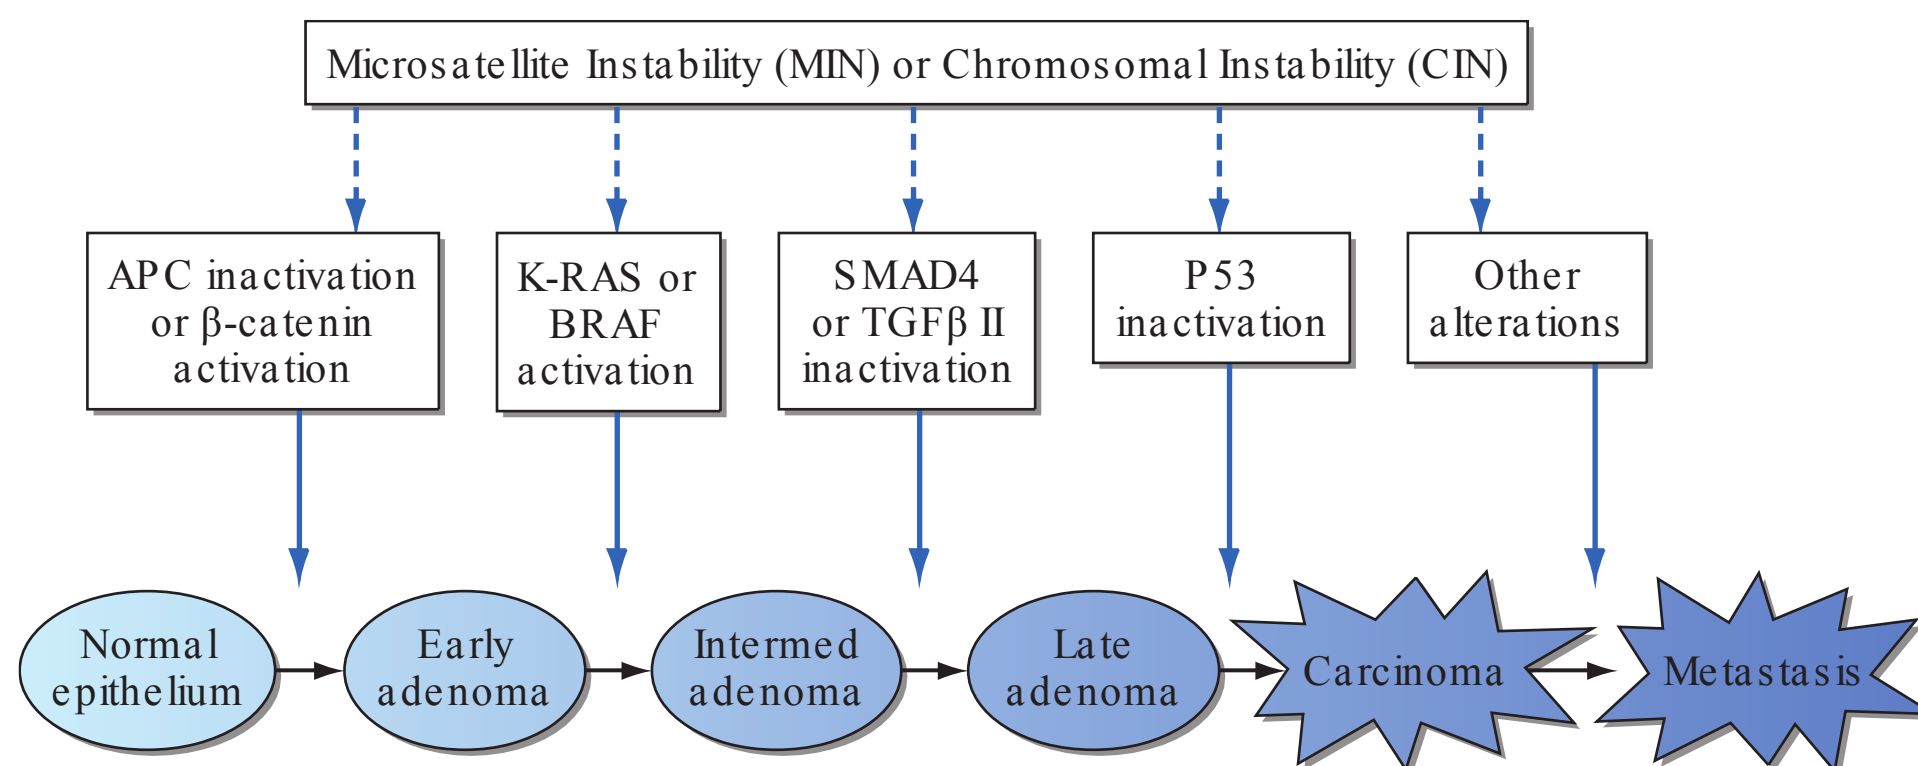 Microsatellite Instability (MIN) or Chromosomal Instability (CIN)
APC inactivation
or β-catenin
activation
K-RAS or
BRAF
activation
SMAD4
or TGFβ II
inactivation
P53
inactivation
Other
alterations
Normal
epithelium
Early
adenoma
Intermed
adenoma
Late
adenoma
Carcinoma
Metastasis